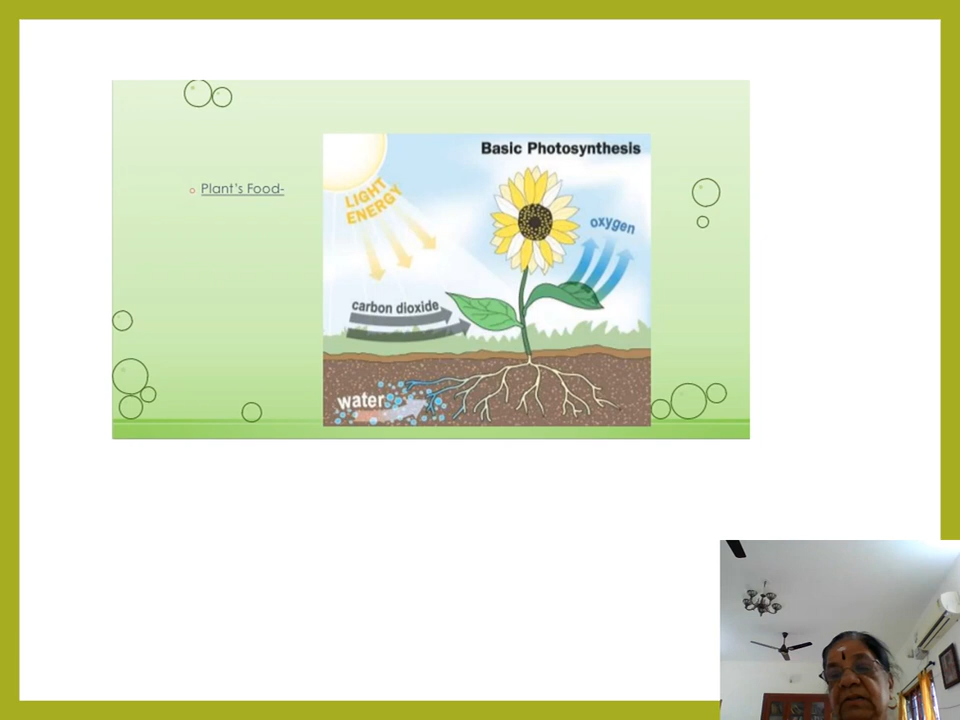 Basic Photosynthesis
Plant's Food-
LIGHT
ENERGY
oxygen
carbon dioxide
water